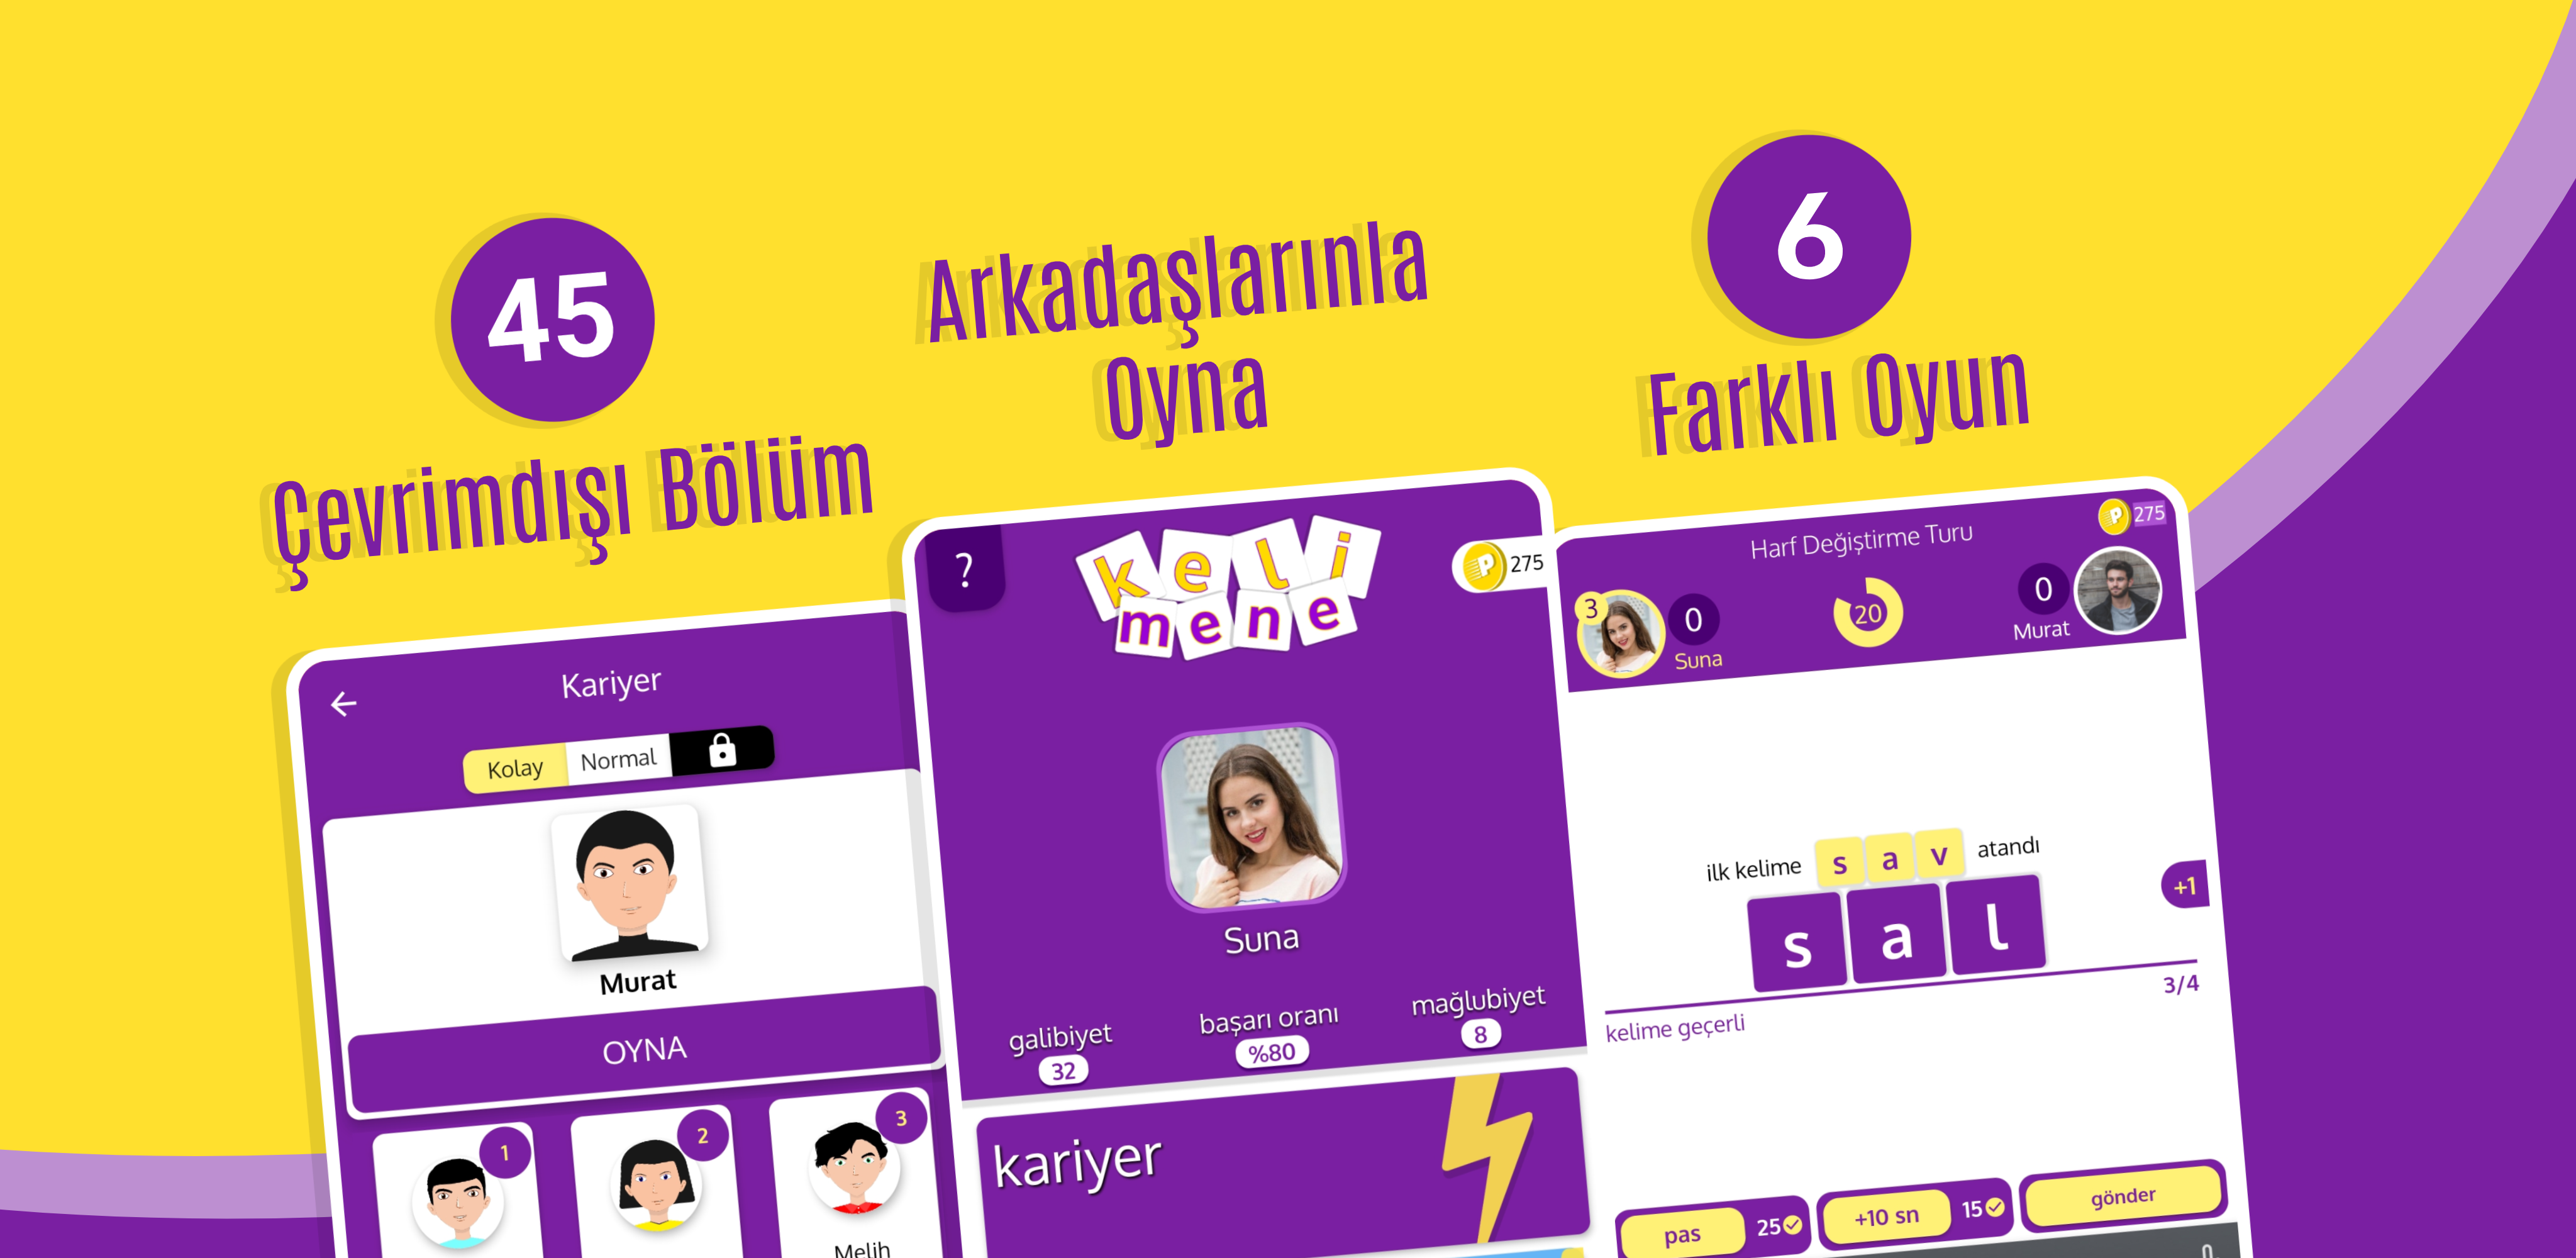 45
Çevrimdışı Bölüm
Arkadaşlarınla
Oyna
6
Farklı Oyun
Kariyer
Kolay Normal
Murat
OYNA
1
2
3
Melih
?
keli
mene
275
Suna
galibiyet
32
başarı oranı
%80
mağlubiyet
8
kariyer
Harf Değiştirme Turu
P 275
3
0
Suna
20
0
Murat
ilk kelime sav atandı
sal
+1
3/4
kelime geçerli
pas 25
+10 sn 15
gönder